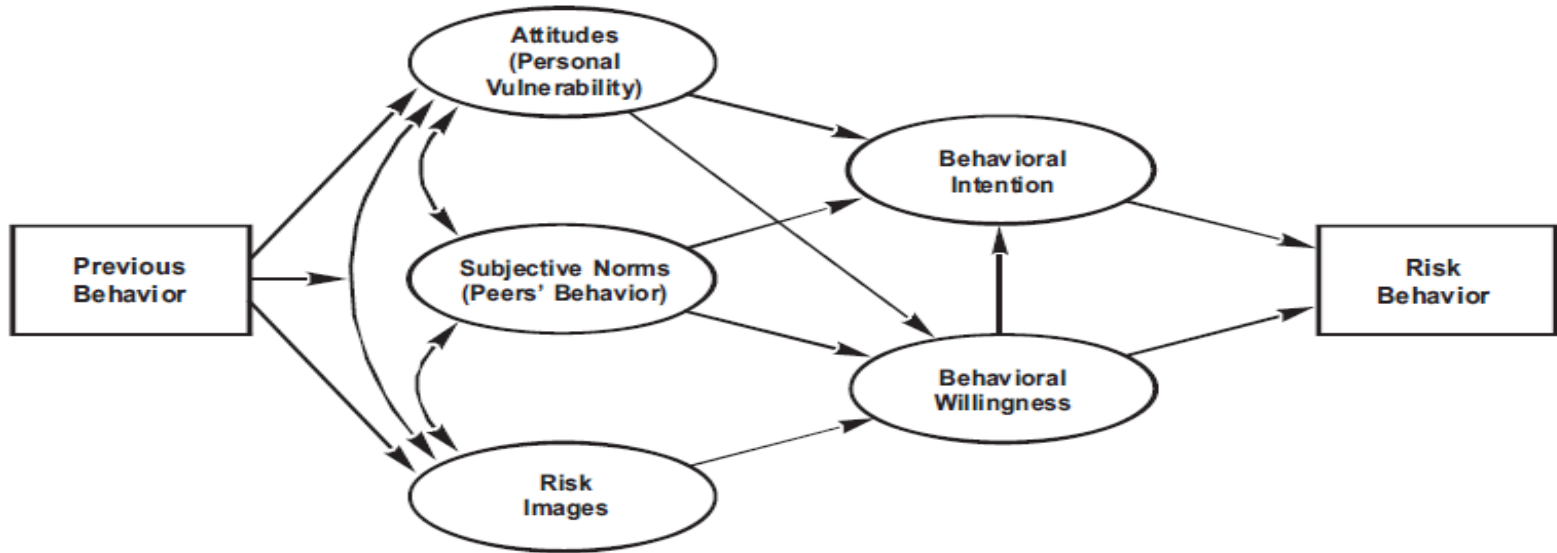 Attitudes
(Personal
Vulnerability)
Behavioral
Intention
Previous
Behavior
Subjective Norms
(Peers' Behavior)
Risk
Behavior
Behavioral
Willingness
Risk
Images